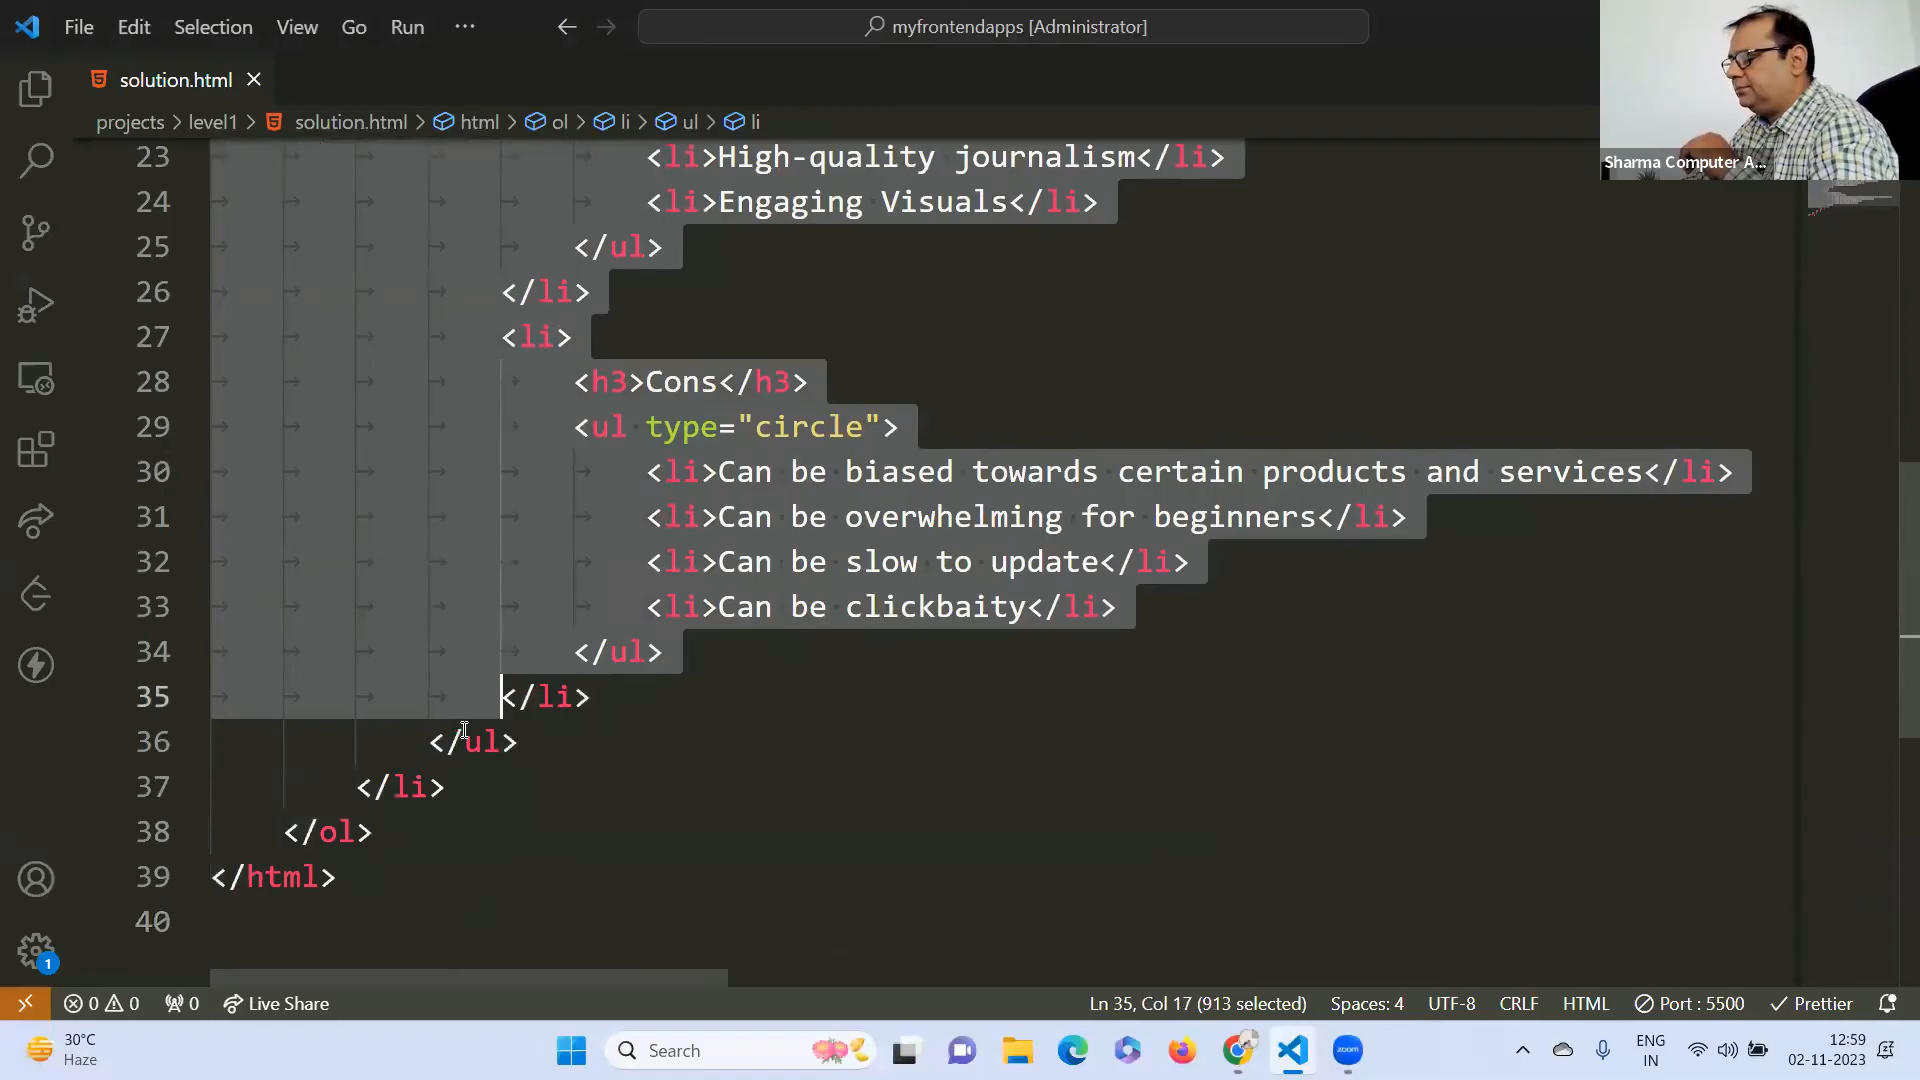 File Edit Selection View Go Run ... myfrontendapps [Administrator]
solution.html
projects > level1 > solution.html > html > ol > li > ul > li
Sharma Computer A...
23 <li>High-quality journalism</li>
24 <li>Engaging Visuals</li>
25 </ul>
26 </li>
27 <li>
28 <h3>Cons</h3>
29 <ul type="circle">
30 <li>Can be biased towards certain products and services</li>
31 <li>Can be overwhelming for beginners</li>
32 <li>Can be slow to update</li>
33 <li>Can be clickbaity</li>
34 </ul>
35 </li>
36 </ul>
37 </li>
38 </ol>
39 </html>
40
1
0 0 0 Live Share Ln 35, Col 17 (913 selected) Spaces: 4 UTF-8 CRLF HTML Port : 5500 Prettier
30°C
Haze
Search
zoom
ENG
IN
12:59
02-11-2023